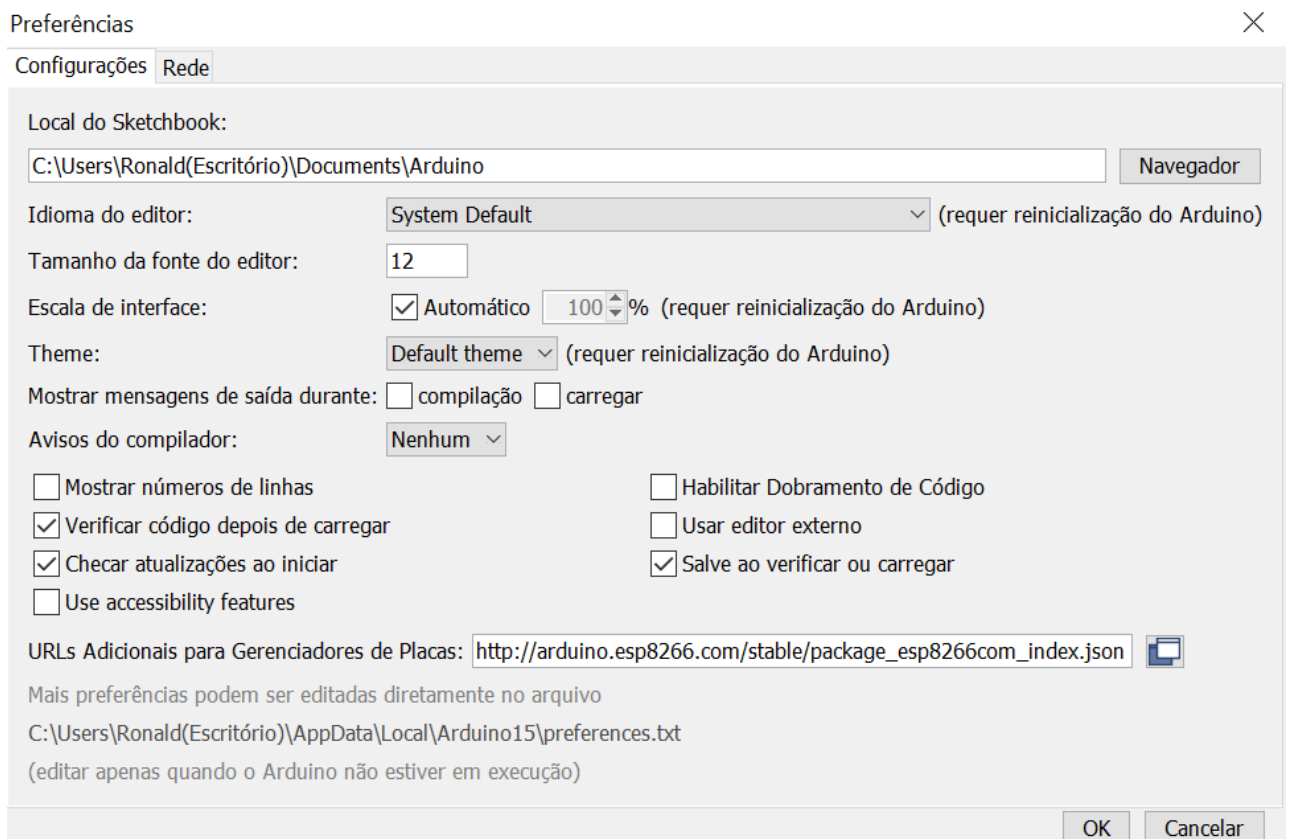 Preferências
Configurações Rede
Local do Sketchbook:
C:\Users\Ronald(Escritório)\Documents\Arduino Navegador
Idioma do editor: System Default (requer reinicialização do Arduino)
Tamanho da fonte do editor: 12
Escala de interface: Automático 100 % (requer reinicialização do Arduino)
Theme: Default theme (requer reinicialização do Arduino)
Mostrar mensagens de saída durante: compilação carregar
Avisos do compilador: Nenhum
Mostrar números de linhas Habilitar Dobramento de Código
Verificar código depois de carregar Usar editor externo
Checar atualizações ao iniciar Salve ao verificar ou carregar
Use accessibility features
URLs Adicionais para Gerenciadores de Placas: http://arduino.esp8266.com/stable/package_esp8266com_index.json
Mais preferências podem ser editadas diretamente no arquivo
C:\Users\Ronald(Escritório)\AppData\Local\Arduino15\preferences.txt
(editar apenas quando o Arduino não estiver em execução)
OK Cancelar